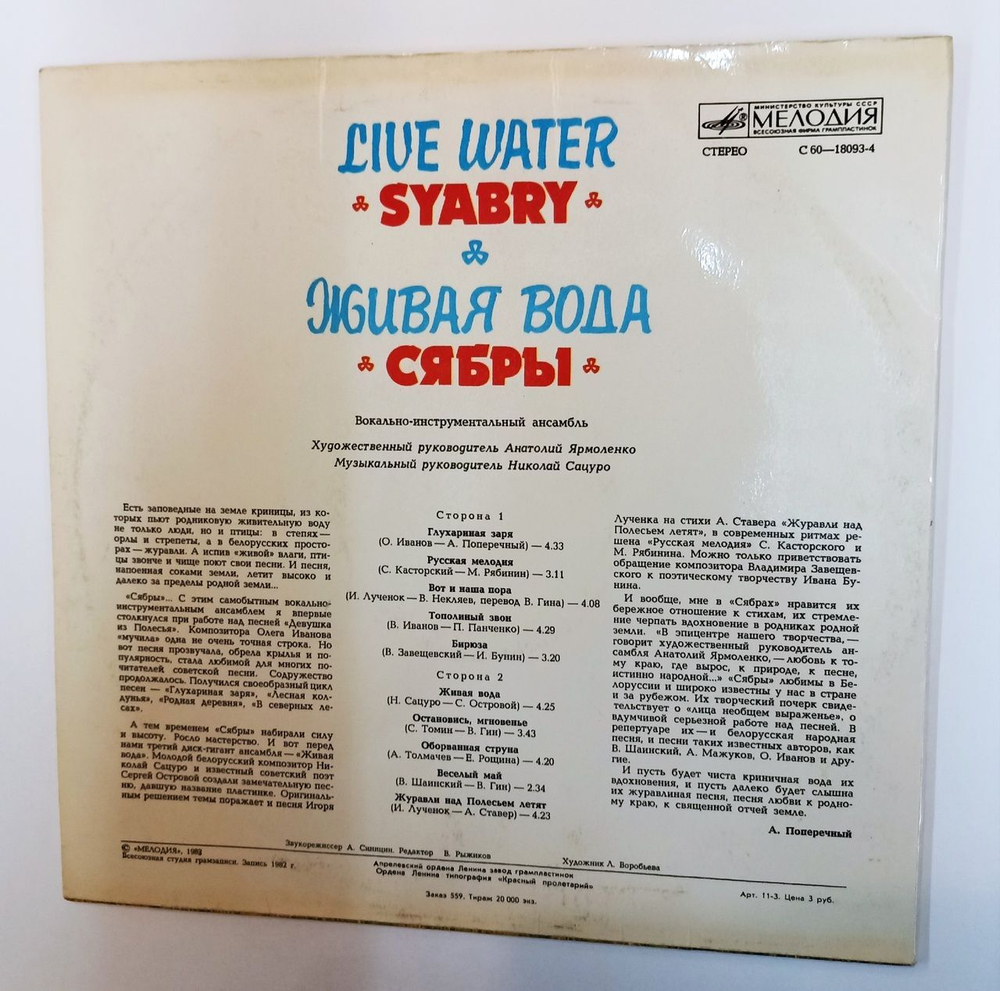 LIVE WATER
SYABRY
ЖИВАЯ ВОДА
СЯБРЫ
МИНИСТЕРСТВО КУЛЬТУРЫ СССР
МЕЛОДИЯ
ВСЕСОЮЗНАЯ ФИРМА ГРАМПЛАСТИНОК
СТЕРЕО С 60—18093-4
Вокально-инструментальный ансамбль
Художественный руководитель Анатолий Ярмоленко
Музыкальный руководитель Николай Сацуро
Есть заповедные на земле криницы, из ко-
торых пьют родниковую живительную воду
не только люди, но и птицы: в степях—
орлы и стрепеты, а в белорусских просто-
рах — журавли. А испив «живой» влаги, пти-
цы звонче и чище поют свои песни. И песня,
напоенная соками земли, летит высоко и
далеко за пределы родной земли...
«Сябры»... С этим самобытным вокально-
инструментальным ансамблем я впервые
столкнулся при работе над песней «Девушка
из Полесья». Композитора Олега Иванова
«мучила» одна не очень точная строка. Но
вот песня прозвучала, обрела крылья и по-
пулярность, стала любимой для многих по-
читателей советской песни. Содружество
продолжалось. Получился своеобразный цикл
песен — «Глухариная заря», «Лесная кол-
дунья», «Родная деревня», «В северных ле-
сах».
А тем временем «Сябры» набирали силу
и высоту. Росло мастерство. И вот перед
нами третий диск-гигант ансамбля — «Живая
вода». Молодой белорусский композитор Ни-
колай Сацуро и известный советский поэт
Сергей Островой создали замечательную пес-
ню, давшую название пластинке. Оригиналь-
ным решением темы поражает и песня Игоря
Сторона 1
Глухариная заря
(О. Иванов — А. Поперечный) — 4.33
Русская мелодия
(С. Касторский — М. Рябинин) — 3.11
Вот и наша пора
(И. Лученок — В. Некляев, перевод В. Гина) — 4.08
Тополиный звон
(В. Иванов — П. Панченко) — 4.29
Бирюза
(В. Завещевский — И. Бунин) — 3.20
Сторона 2
Живая вода
(Н. Сацуро — С. Островой) — 4.25
Остановись, мгновенье
(С. Томин — В. Гин) — 3.43
Оборванная струна
(А. Толмачев — Е. Рощина) — 4.20
Веселый май
(В. Шаинский — В. Гин) — 2.34
Журавли над Полесьем летят
(И. Лученок — А. Ставер) — 4.23
Лученка на стихи А. Ставера «Журавли над
Полесьем летят», в современных ритмах ре-
шена «Русская мелодия» С. Касторского и
М. Рябинина. Можно только приветствовать
обращение композитора Владимира Завещев-
ского к поэтическому творчеству Ивана Бу-
нина.
И вообще, мне в «Сябрах» нравится их
бережное отношение к стихам, их стремле-
ние черпать вдохновение в родниках родной
земли. «В эпицентре нашего творчества,—
говорит художественный руководитель ан-
самбля Анатолий Ярмоленко,— любовь к то-
му краю, где вырос, к природе, к песне,
истинно народной...» «Сябры» любимы в Бе-
лоруссии и широко известны у нас в стране
и за рубежом. Их творческий почерк свиде-
тельствует о «лица необщем выраженье», о
вдумчивой серьезной работе над песней. В
репертуаре их — и белорусская народная
песня, и песни таких известных авторов, как
В. Шаинский, А. Мажуков, О. Иванов и дру-
гие.
И пусть будет чиста криничная вода их
вдохновения, и пусть далеко будет слышна
их журавлиная песня, песня любви к родно-
му краю, к священной отчей земле.
А. Поперечный
Звукорежиссер А. Синицин. Редактор В. Рыжиков Художник Л. Воробьева
© «МЕЛОДИЯ», 1983
Всесоюзная студия грамзаписи. Запись 1982 г.
Апрелевский ордена Ленина завод грампластинок
Ордена Ленина типография «Красный пролетарий»
Заказ 559. Тираж 20 000 экз.
Арт. 11-3. Цена 3 руб.